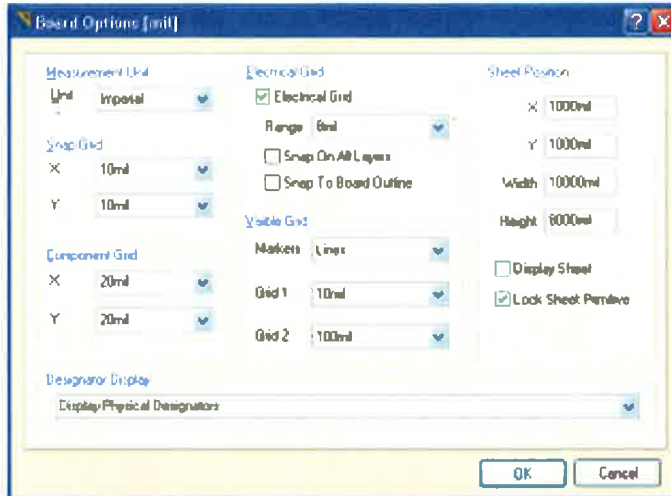 Board Options [mil]
Measurement Unit
Unit Imperial
Snap Grid
X 10mil
Y 10mil
Component Grid
X 20mil
Y 20mil
Electrical Grid
Electrical Grid
Range 8mil
Snap On All Layers
Snap To Board Outline
Visible Grid
Markers Lines
Grid 1 10mil
Grid 2 100mil
Sheet Position
X 1000mil
Y 1000mil
Width 10000mil
Height 8000mil
Display Sheet
Lock Sheet Primitive
Designator Display
Display Physical Designators
OK Cancel